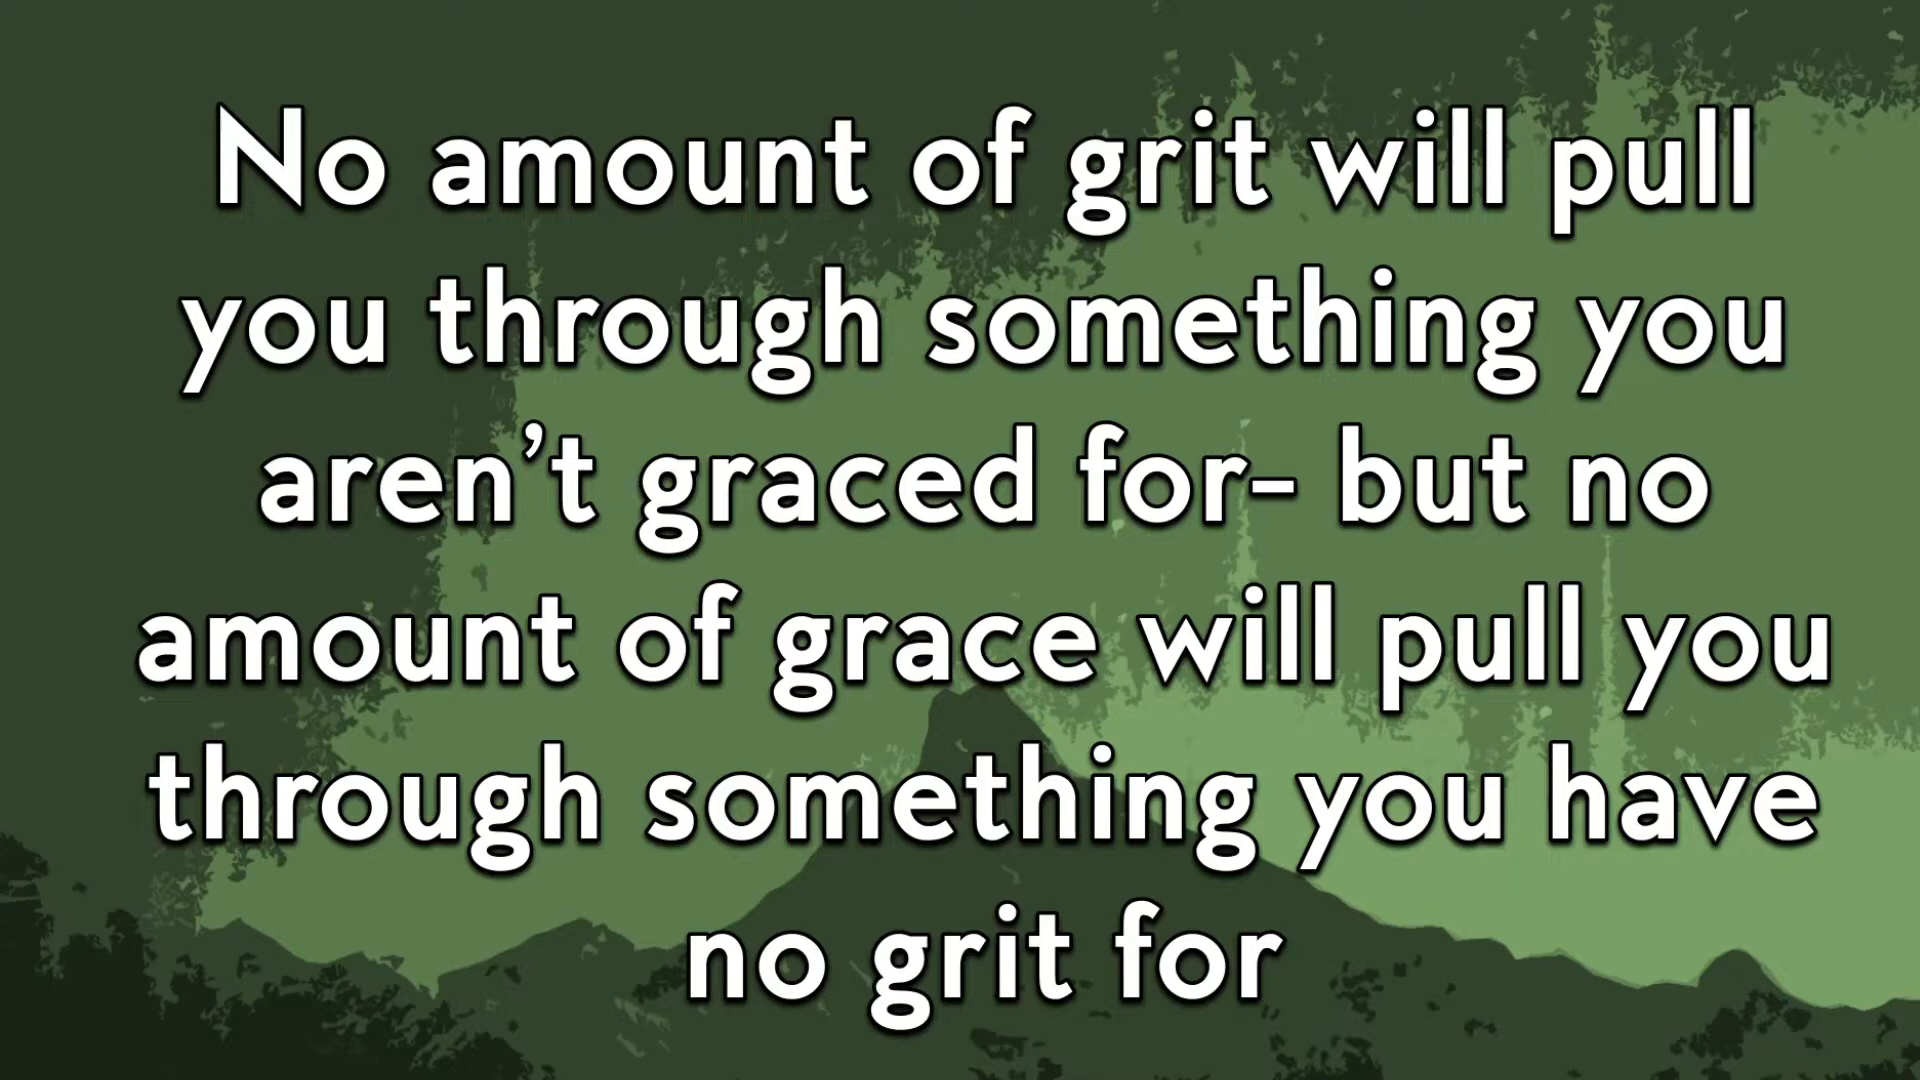 No amount of grit will pull
you through something you
aren’t graced for- but no
amount of grace will pull you
through something you have
no grit for